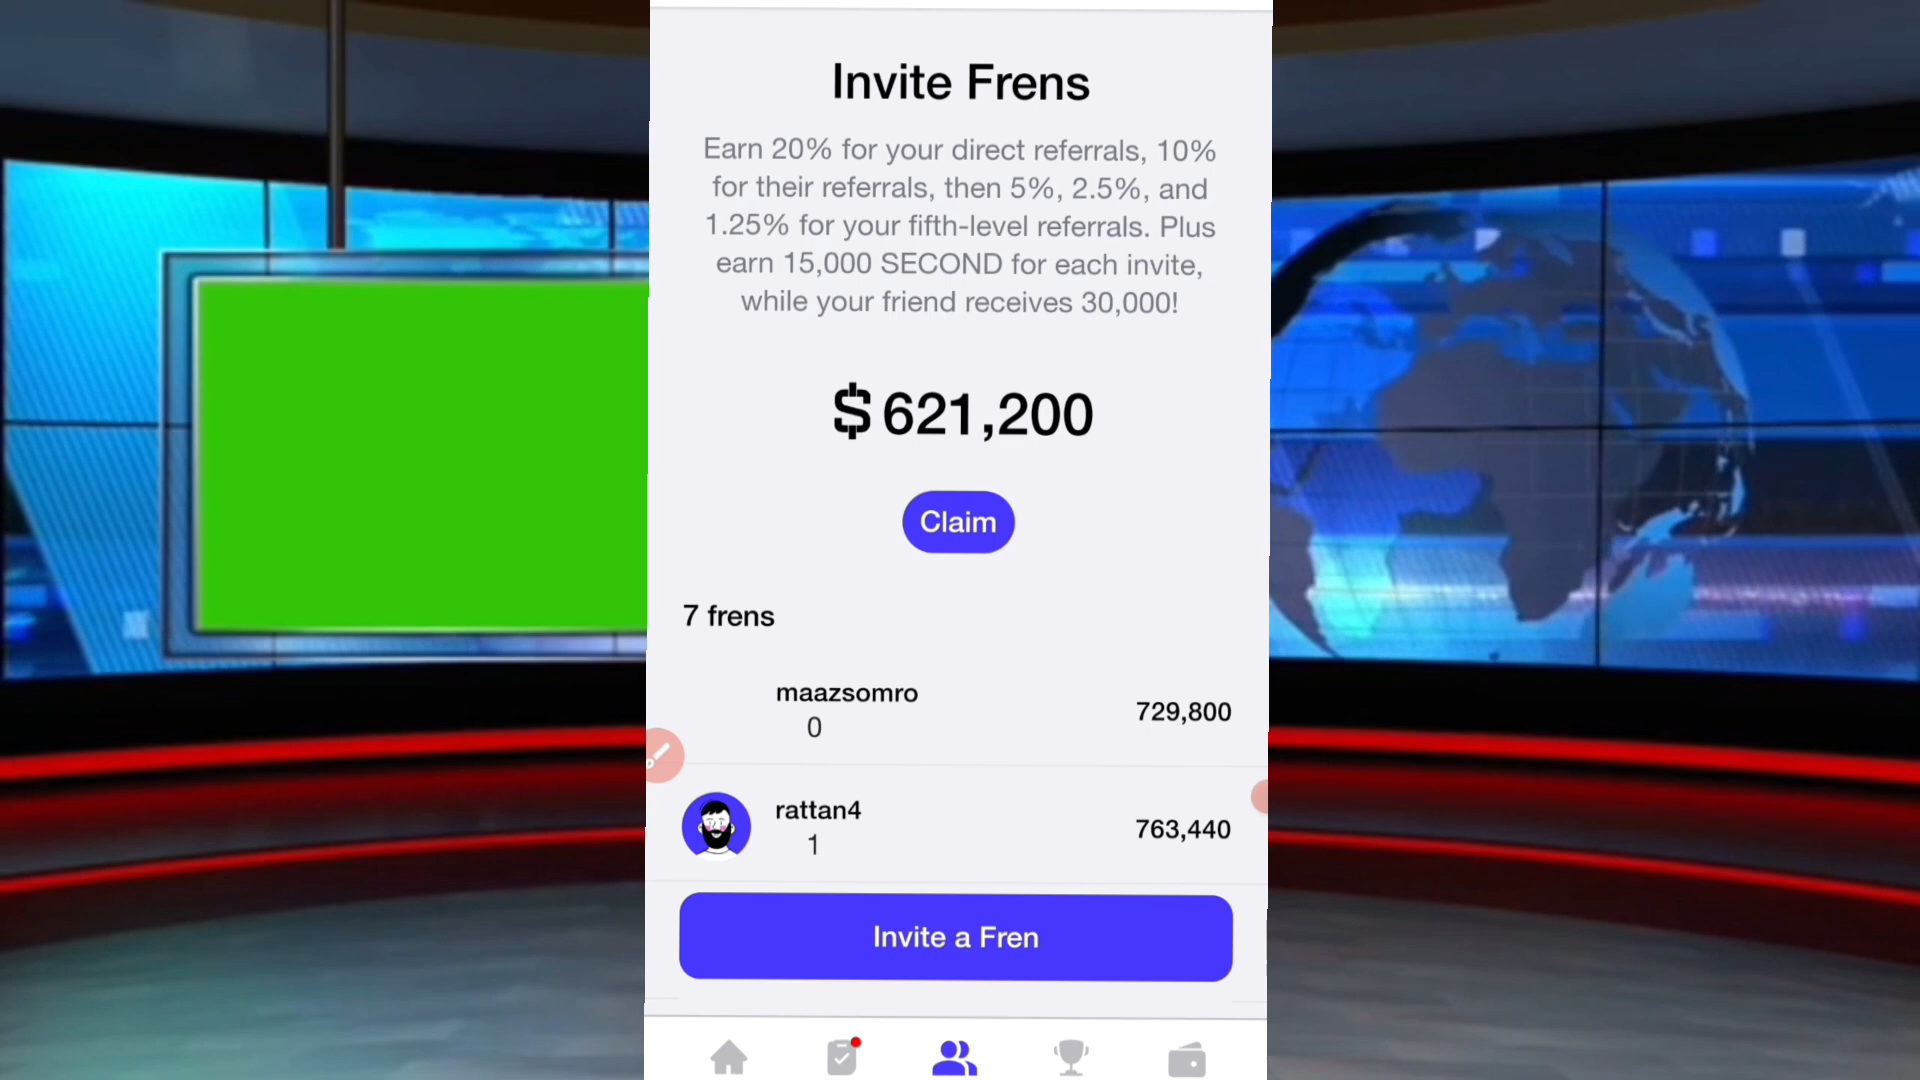 Invite Frens
Earn 20% for your direct referrals, 10%
for their referrals, then 5%, 2.5%, and
1.25% for your fifth-level referrals. Plus
earn 15,000 SECOND for each invite,
while your friend receives 30,000!
$ 621,200
Claim
7 frens
maazsomro
0
729,800
rattan4
1
763,440
Invite a Fren